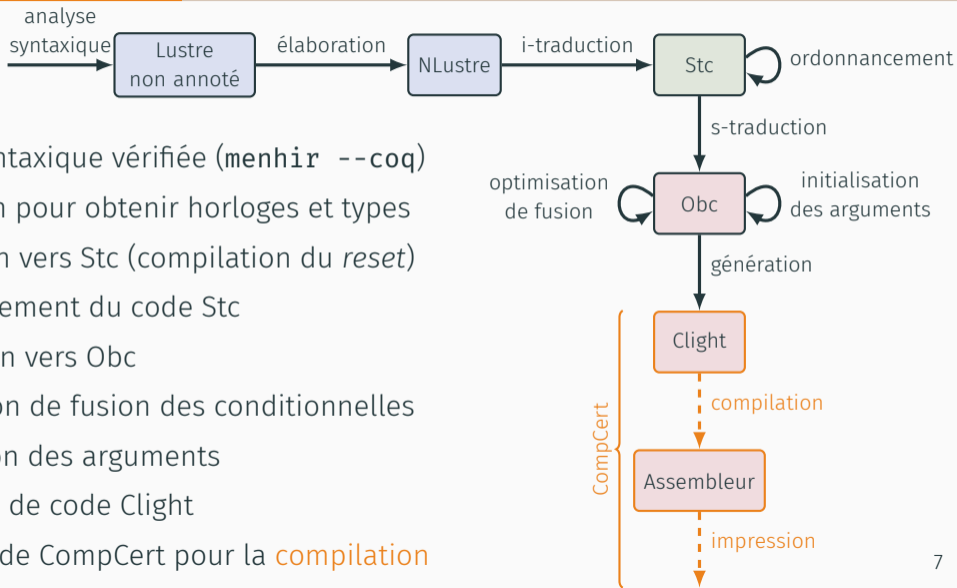 analyse
syntaxique
Lustre
non annoté
élaboration
NLustre
i-traduction
Stc
ordonnancement
s-traduction
optimisation
de fusion
Obc
initialisation
des arguments
génération
Clight
compilation
CompCert
Assembleur
impression
ntaxique vérifiée (menhir --coq)
n pour obtenir horloges et types
n vers Stc (compilation du reset)
ement du code Stc
n vers Obc
on de fusion des conditionnelles
on des arguments
de code Clight
de CompCert pour la compilation
7